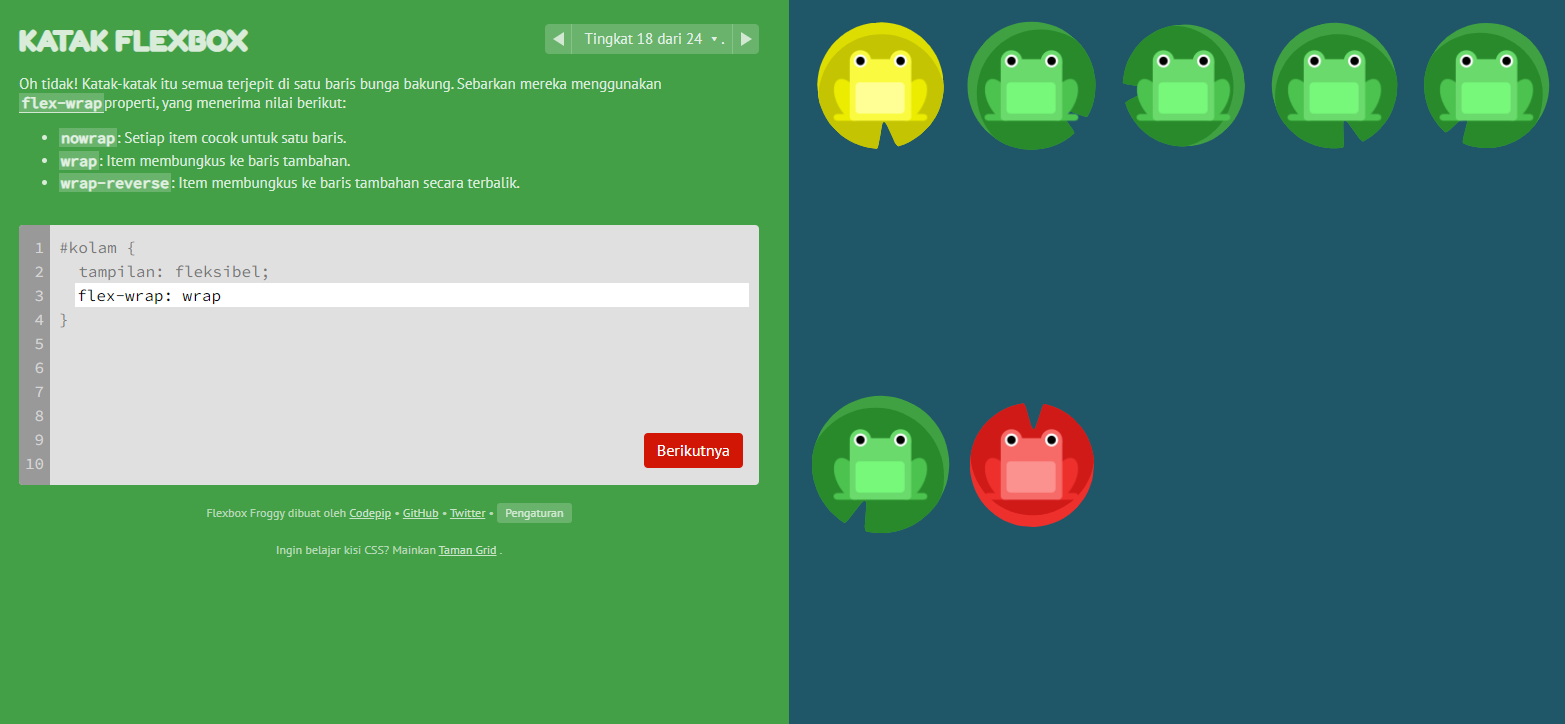 KATAK FLEXBOX
Tingkat 18 dari 24 .
Oh tidak! Katak-katak itu semua terjepit di satu baris bunga bakung. Sebarkan mereka menggunakan
flex-wrap properti, yang menerima nilai berikut:
nowrap: Setiap item cocok untuk satu baris.
wrap: Item membungkus ke baris tambahan.
wrap-reverse: Item membungkus ke baris tambahan secara terbalik.
1 #kolam {
2 tampilan: fleksibel;
3 flex-wrap: wrap
4 }
5
6
7
8
9
10
Berikutnya
Flexbox Froggy dibuat oleh Codepip • GitHub • Twitter • Pengaturan
Ingin belajar kisi CSS? Mainkan Taman Grid .